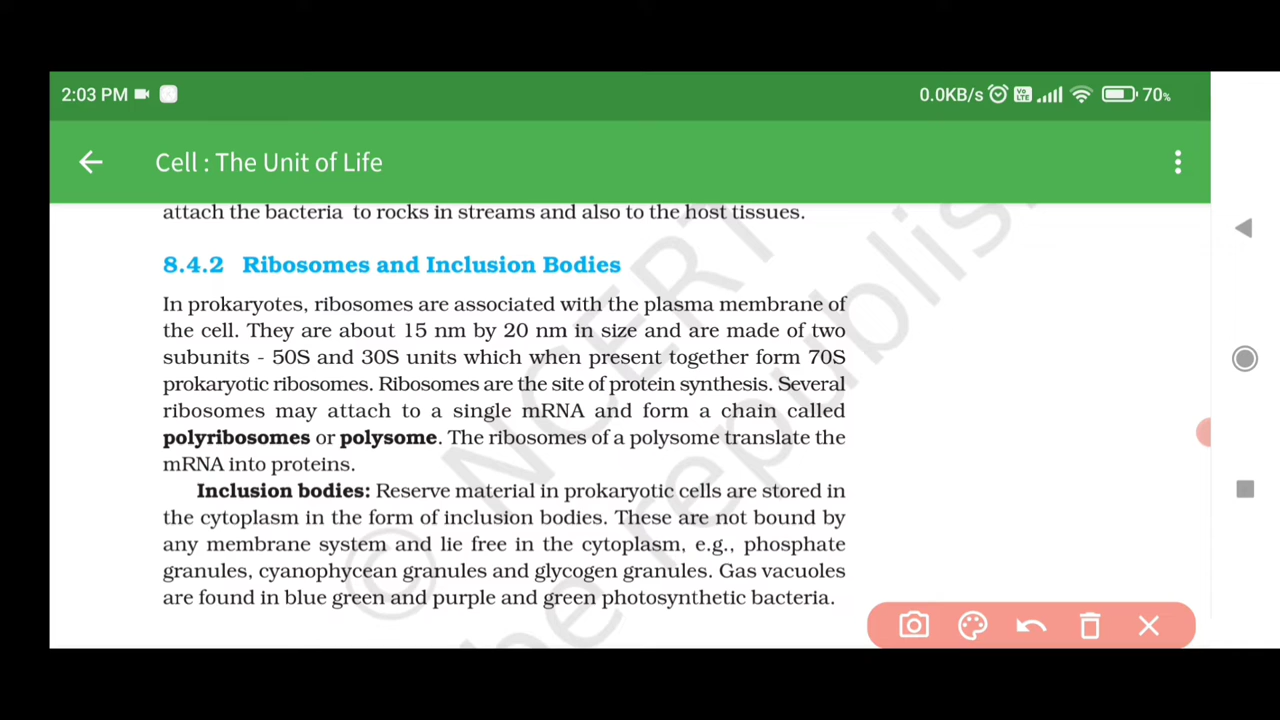 2:03 PM
0.0KB/s Vo LTE 70%
Cell : The Unit of Life
attach the bacteria to rocks in streams and also to the host tissues.
8.4.2 Ribosomes and Inclusion Bodies
In prokaryotes, ribosomes are associated with the plasma membrane of
the cell. They are about 15 nm by 20 nm in size and are made of two
subunits - 50S and 30S units which when present together form 70S
prokaryotic ribosomes. Ribosomes are the site of protein synthesis. Several
ribosomes may attach to a single mRNA and form a chain called
polyribosomes or polysome. The ribosomes of a polysome translate the
mRNA into proteins.
Inclusion bodies: Reserve material in prokaryotic cells are stored in
the cytoplasm in the form of inclusion bodies. These are not bound by
any membrane system and lie free in the cytoplasm, e.g., phosphate
granules, cyanophycean granules and glycogen granules. Gas vacuoles
are found in blue green and purple and green photosynthetic bacteria.
© NCERT
be republis